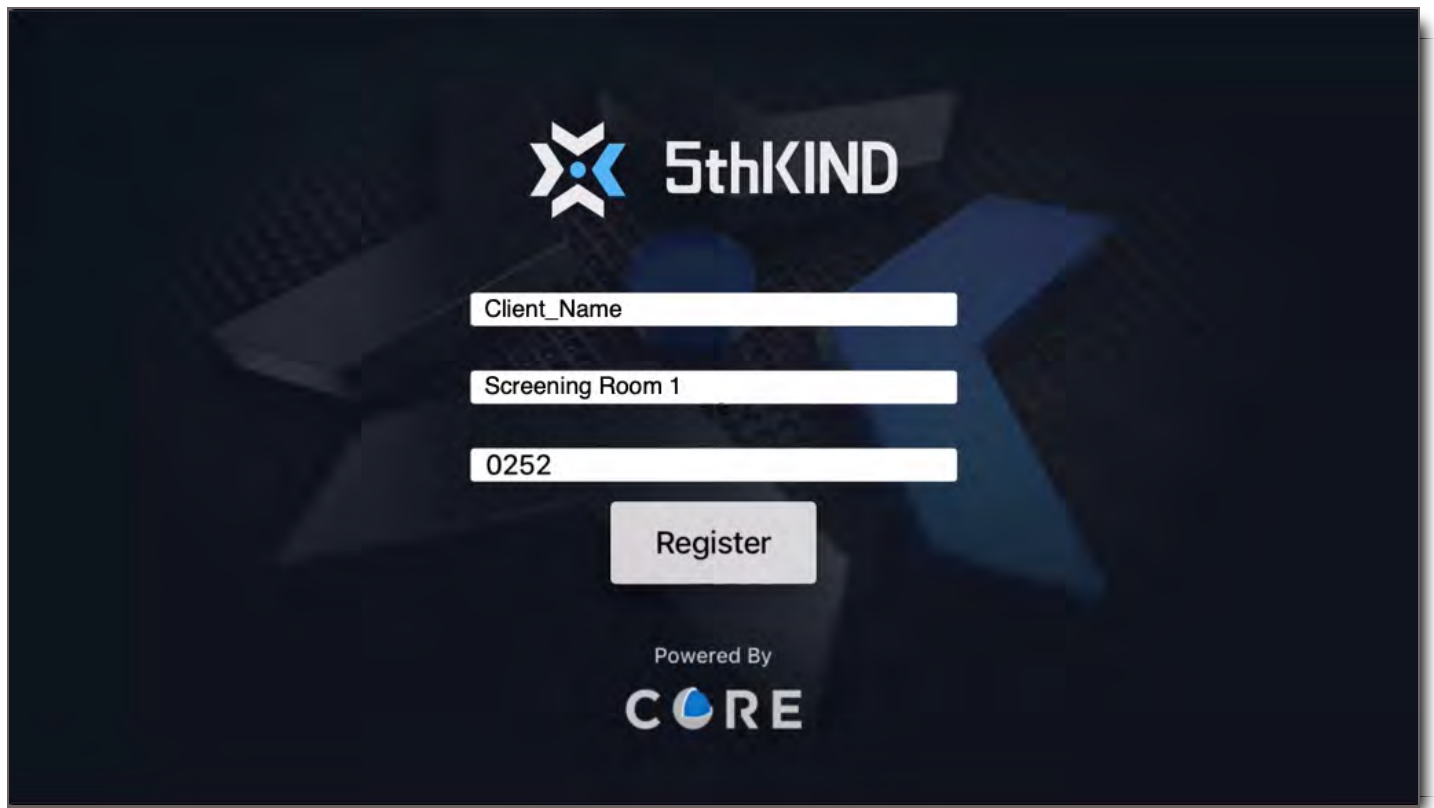 5thKIND
Client_Name
Screening Room 1
0252
Register
Powered By
CORE